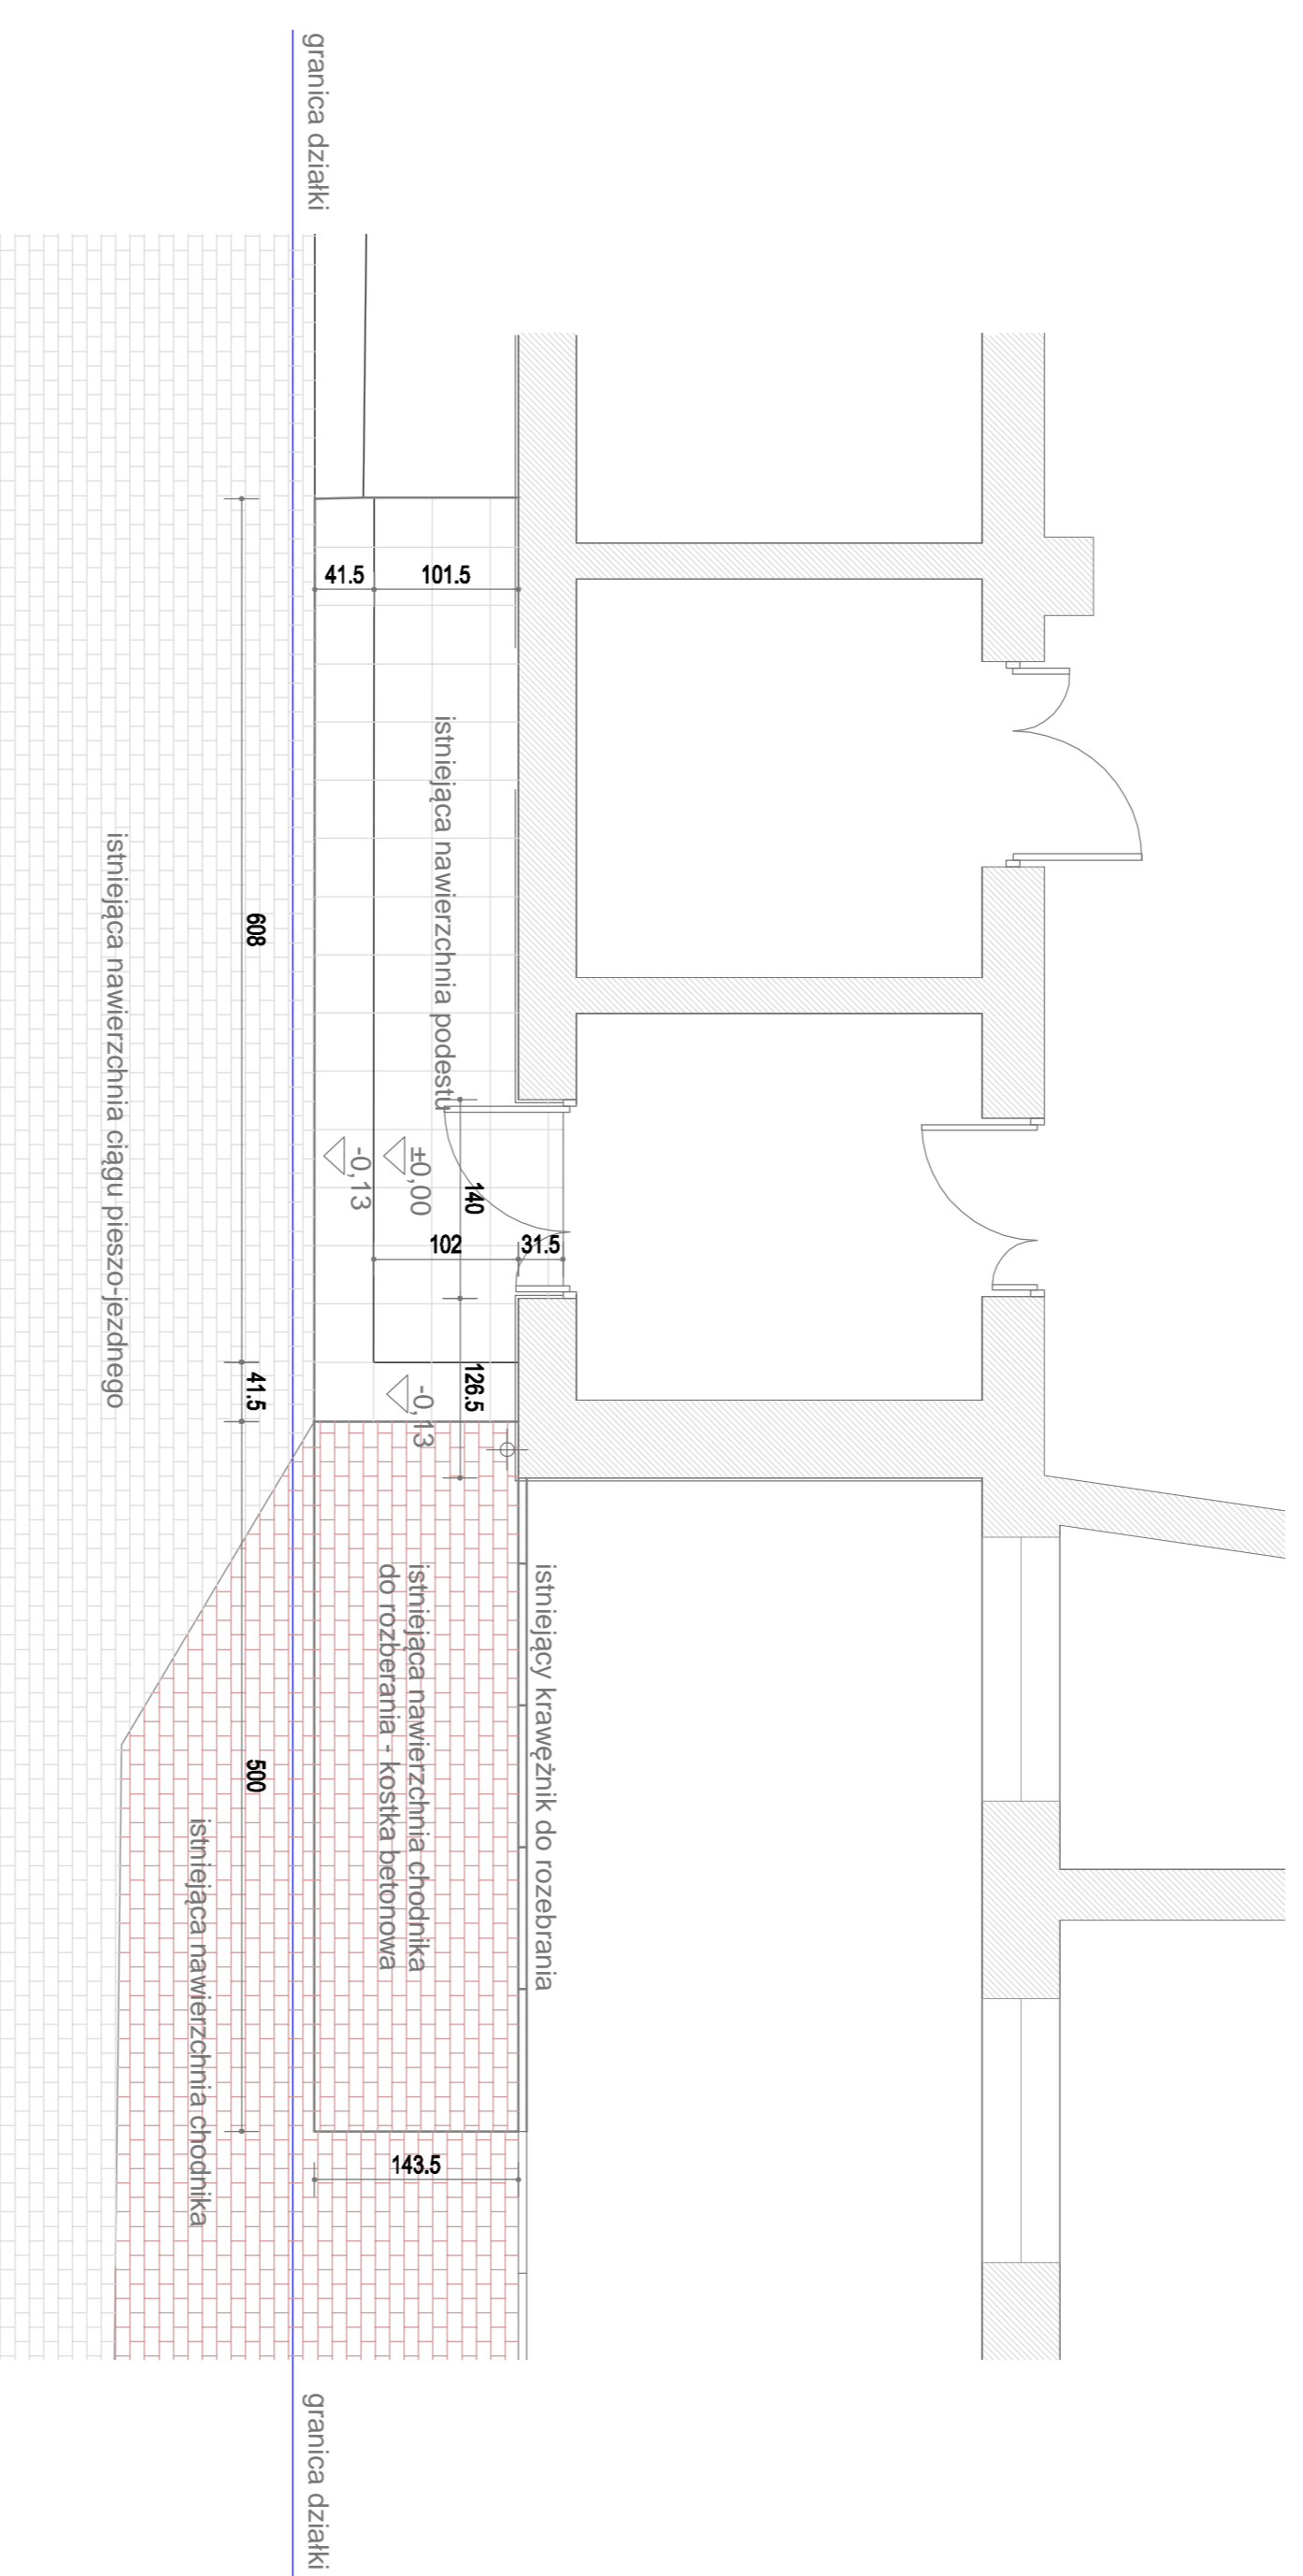 granica działki
41.5
101.5
istniejąca nawierzchnia podestu
608
istniejąca nawierzchnia ciągu pieszo-jezdnego
-0,13
±0,00
140
102
31.5
41.5
126.5
-0,13
istniejący krawężnik do rozebrania
istniejąca nawierzchnia chodnika
do rozberania - kostka betonowa
500
istniejąca nawierzchnia chodnika
143.5
granica działki